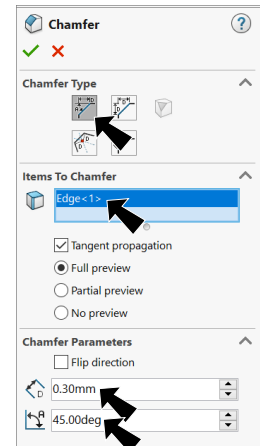 Chamfer
?
Chamfer Type
Items To Chamfer
Edge<1>
Tangent propagation
Full preview
Partial preview
No preview
Chamfer Parameters
Flip direction
0.30mm
45.00deg